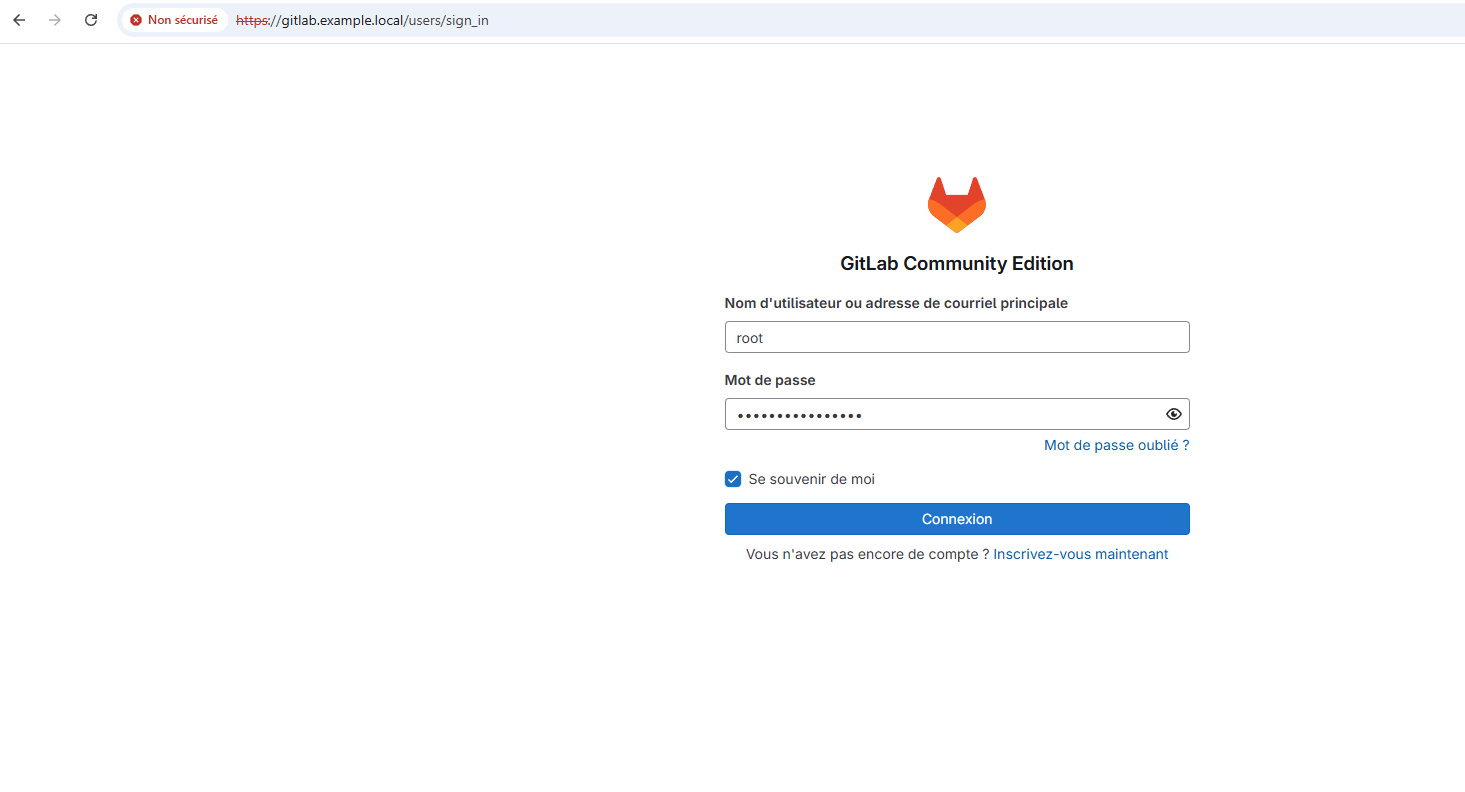 Non sécurisé https://gitlab.example.local/users/sign_in
GitLab Community Edition
Nom d'utilisateur ou adresse de courriel principale
root
Mot de passe
••••••••••••••••
Mot de passe oublié ?
Se souvenir de moi
Connexion
Vous n'avez pas encore de compte ? Inscrivez-vous maintenant